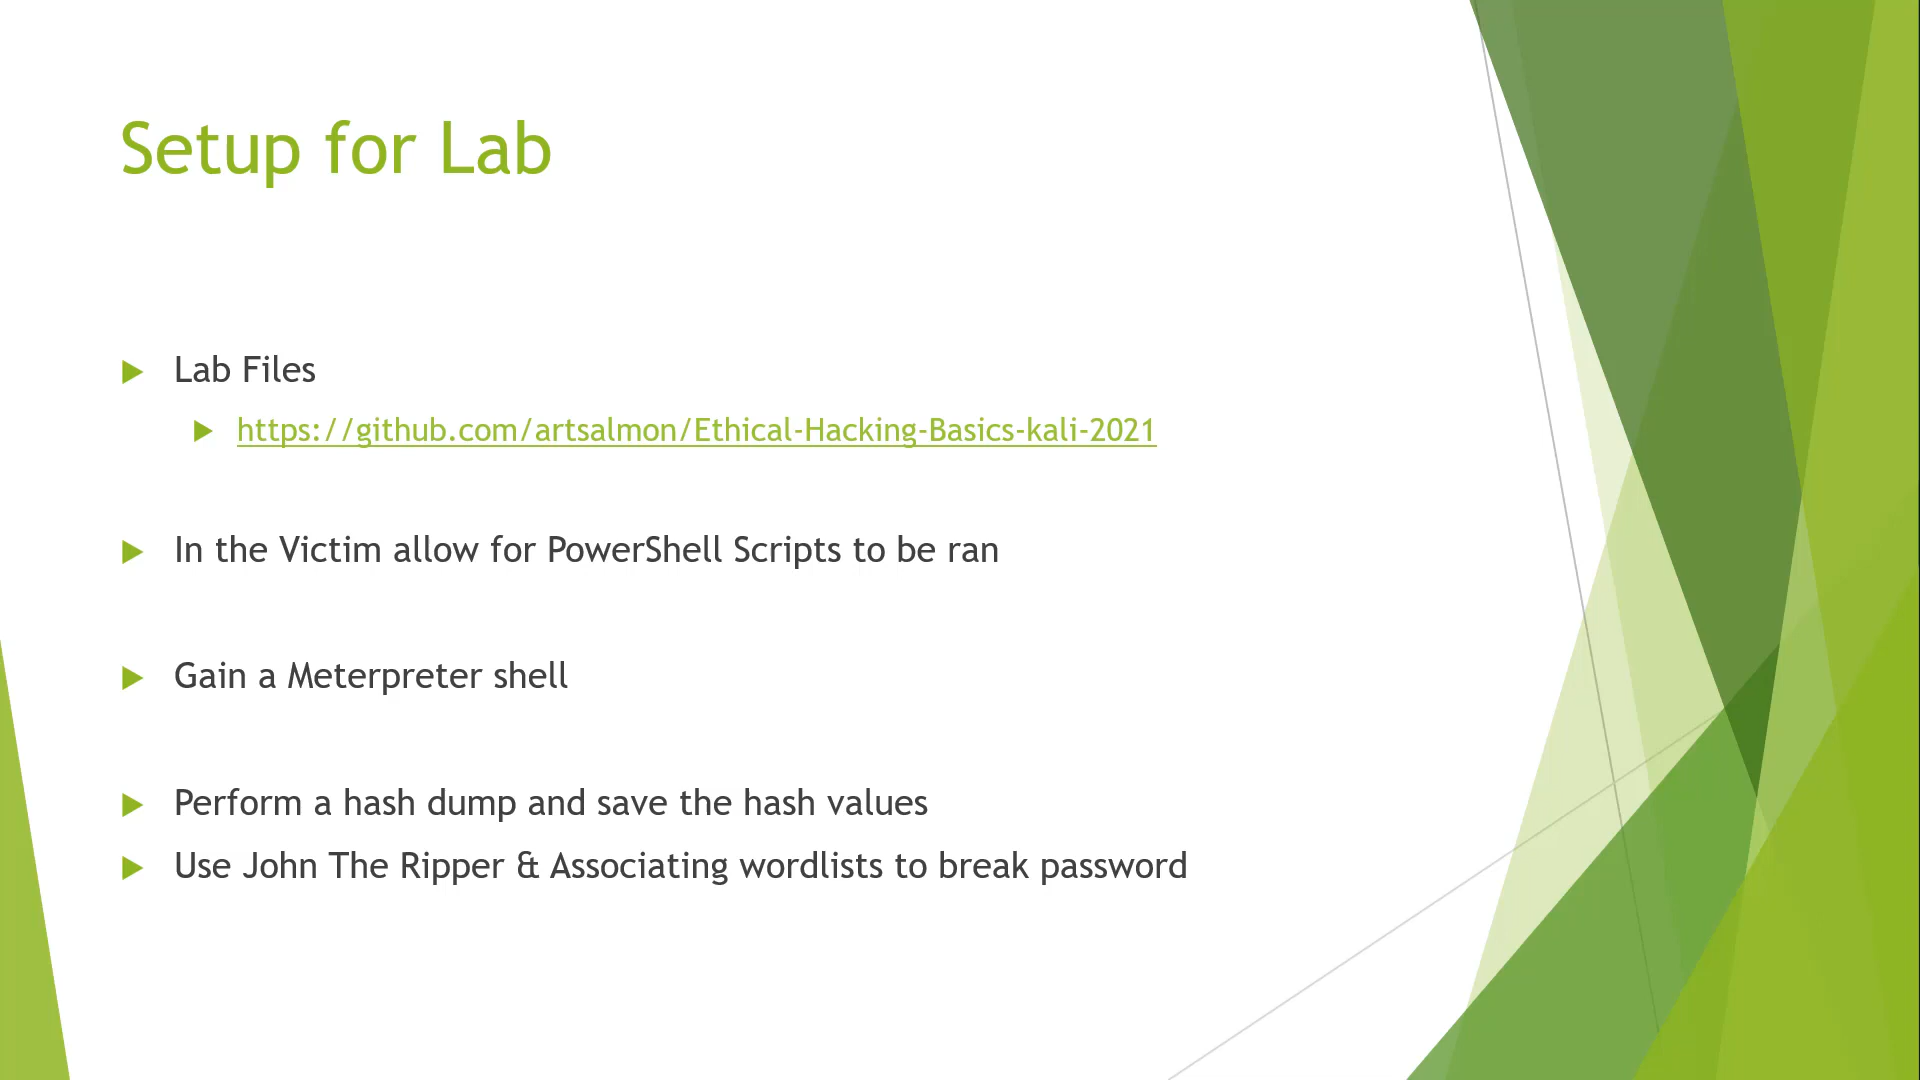 Setup for Lab
Lab Files
https://github.com/artsalmon/Ethical-Hacking-Basics-kali-2021
In the Victim allow for PowerShell Scripts to be ran
Gain a Meterpreter shell
Perform a hash dump and save the hash values
Use John The Ripper & Associating wordlists to break password